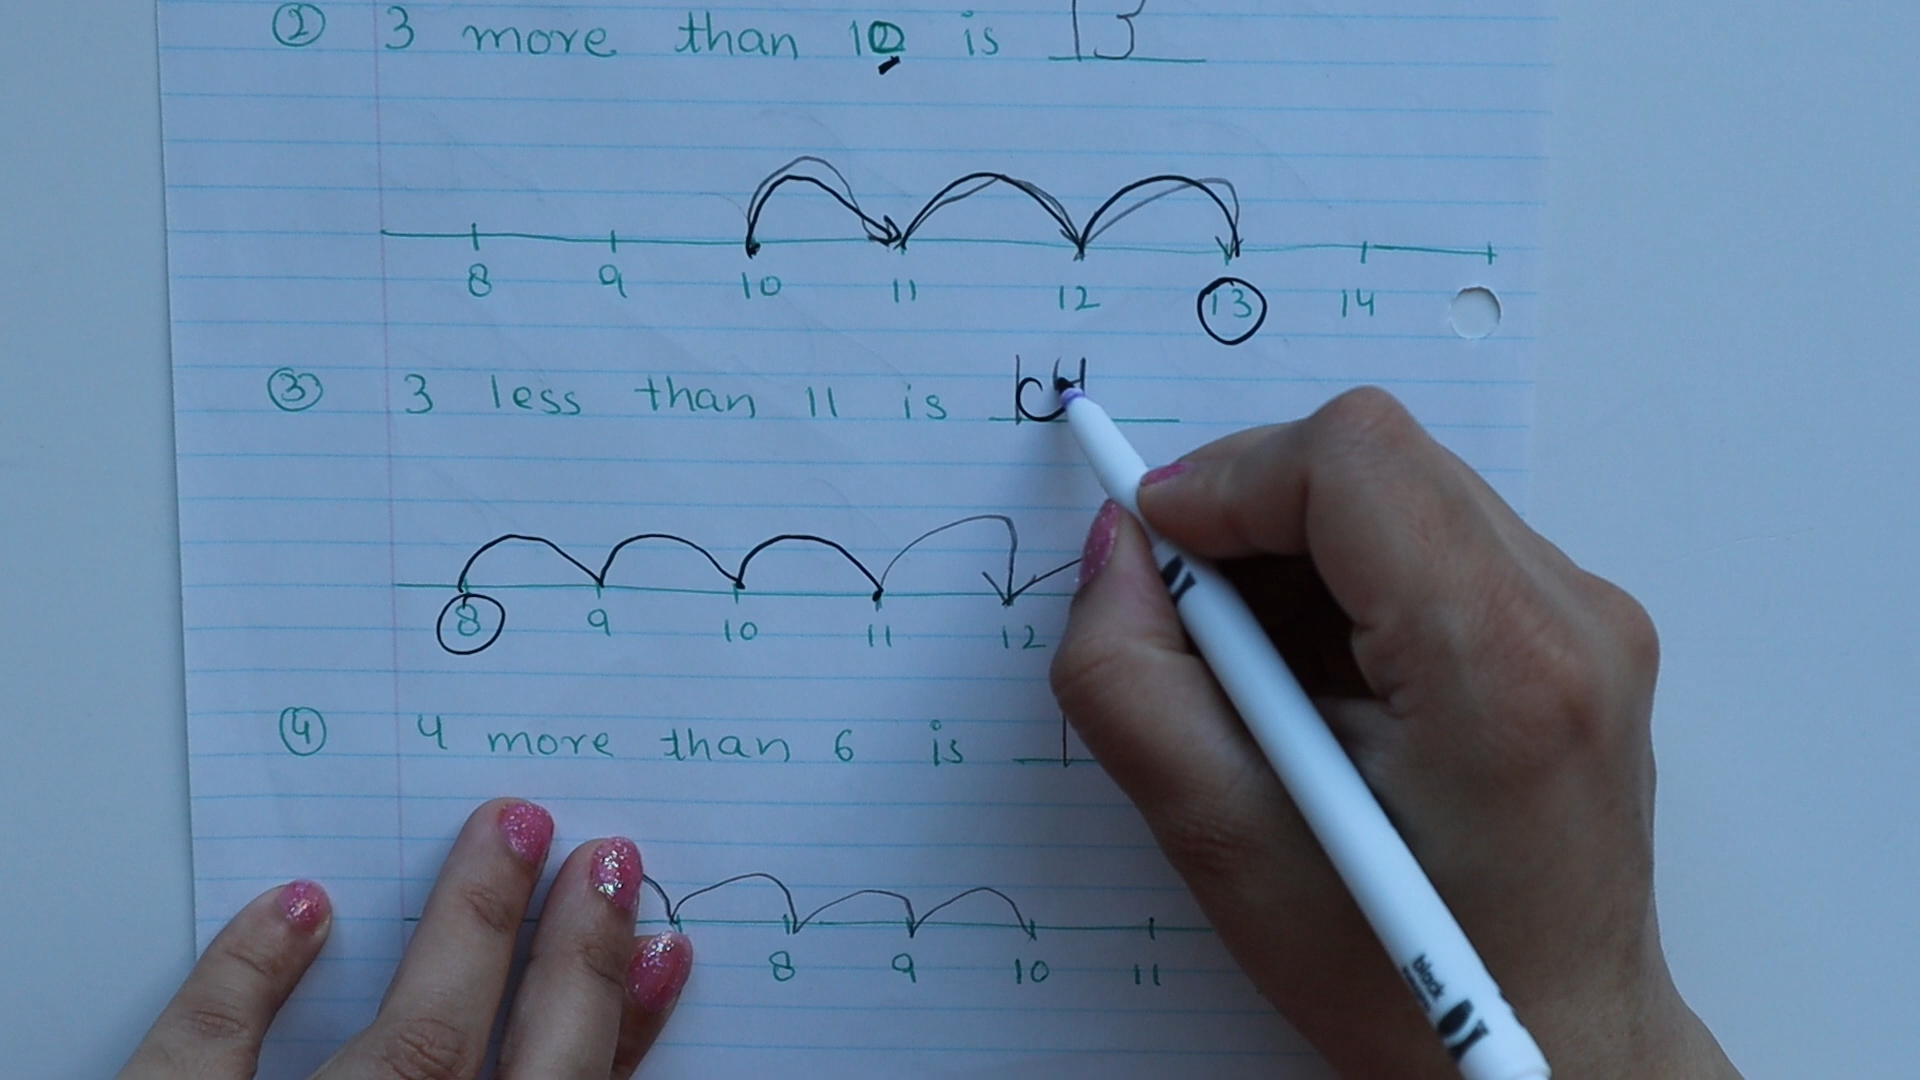 ② 3 more than 10 is 13
8 9 10 11 12 13 14
③ 3 less than 11 is
8 9 10 11 12
④ 4 more than 6 is
8 9 10 11
black